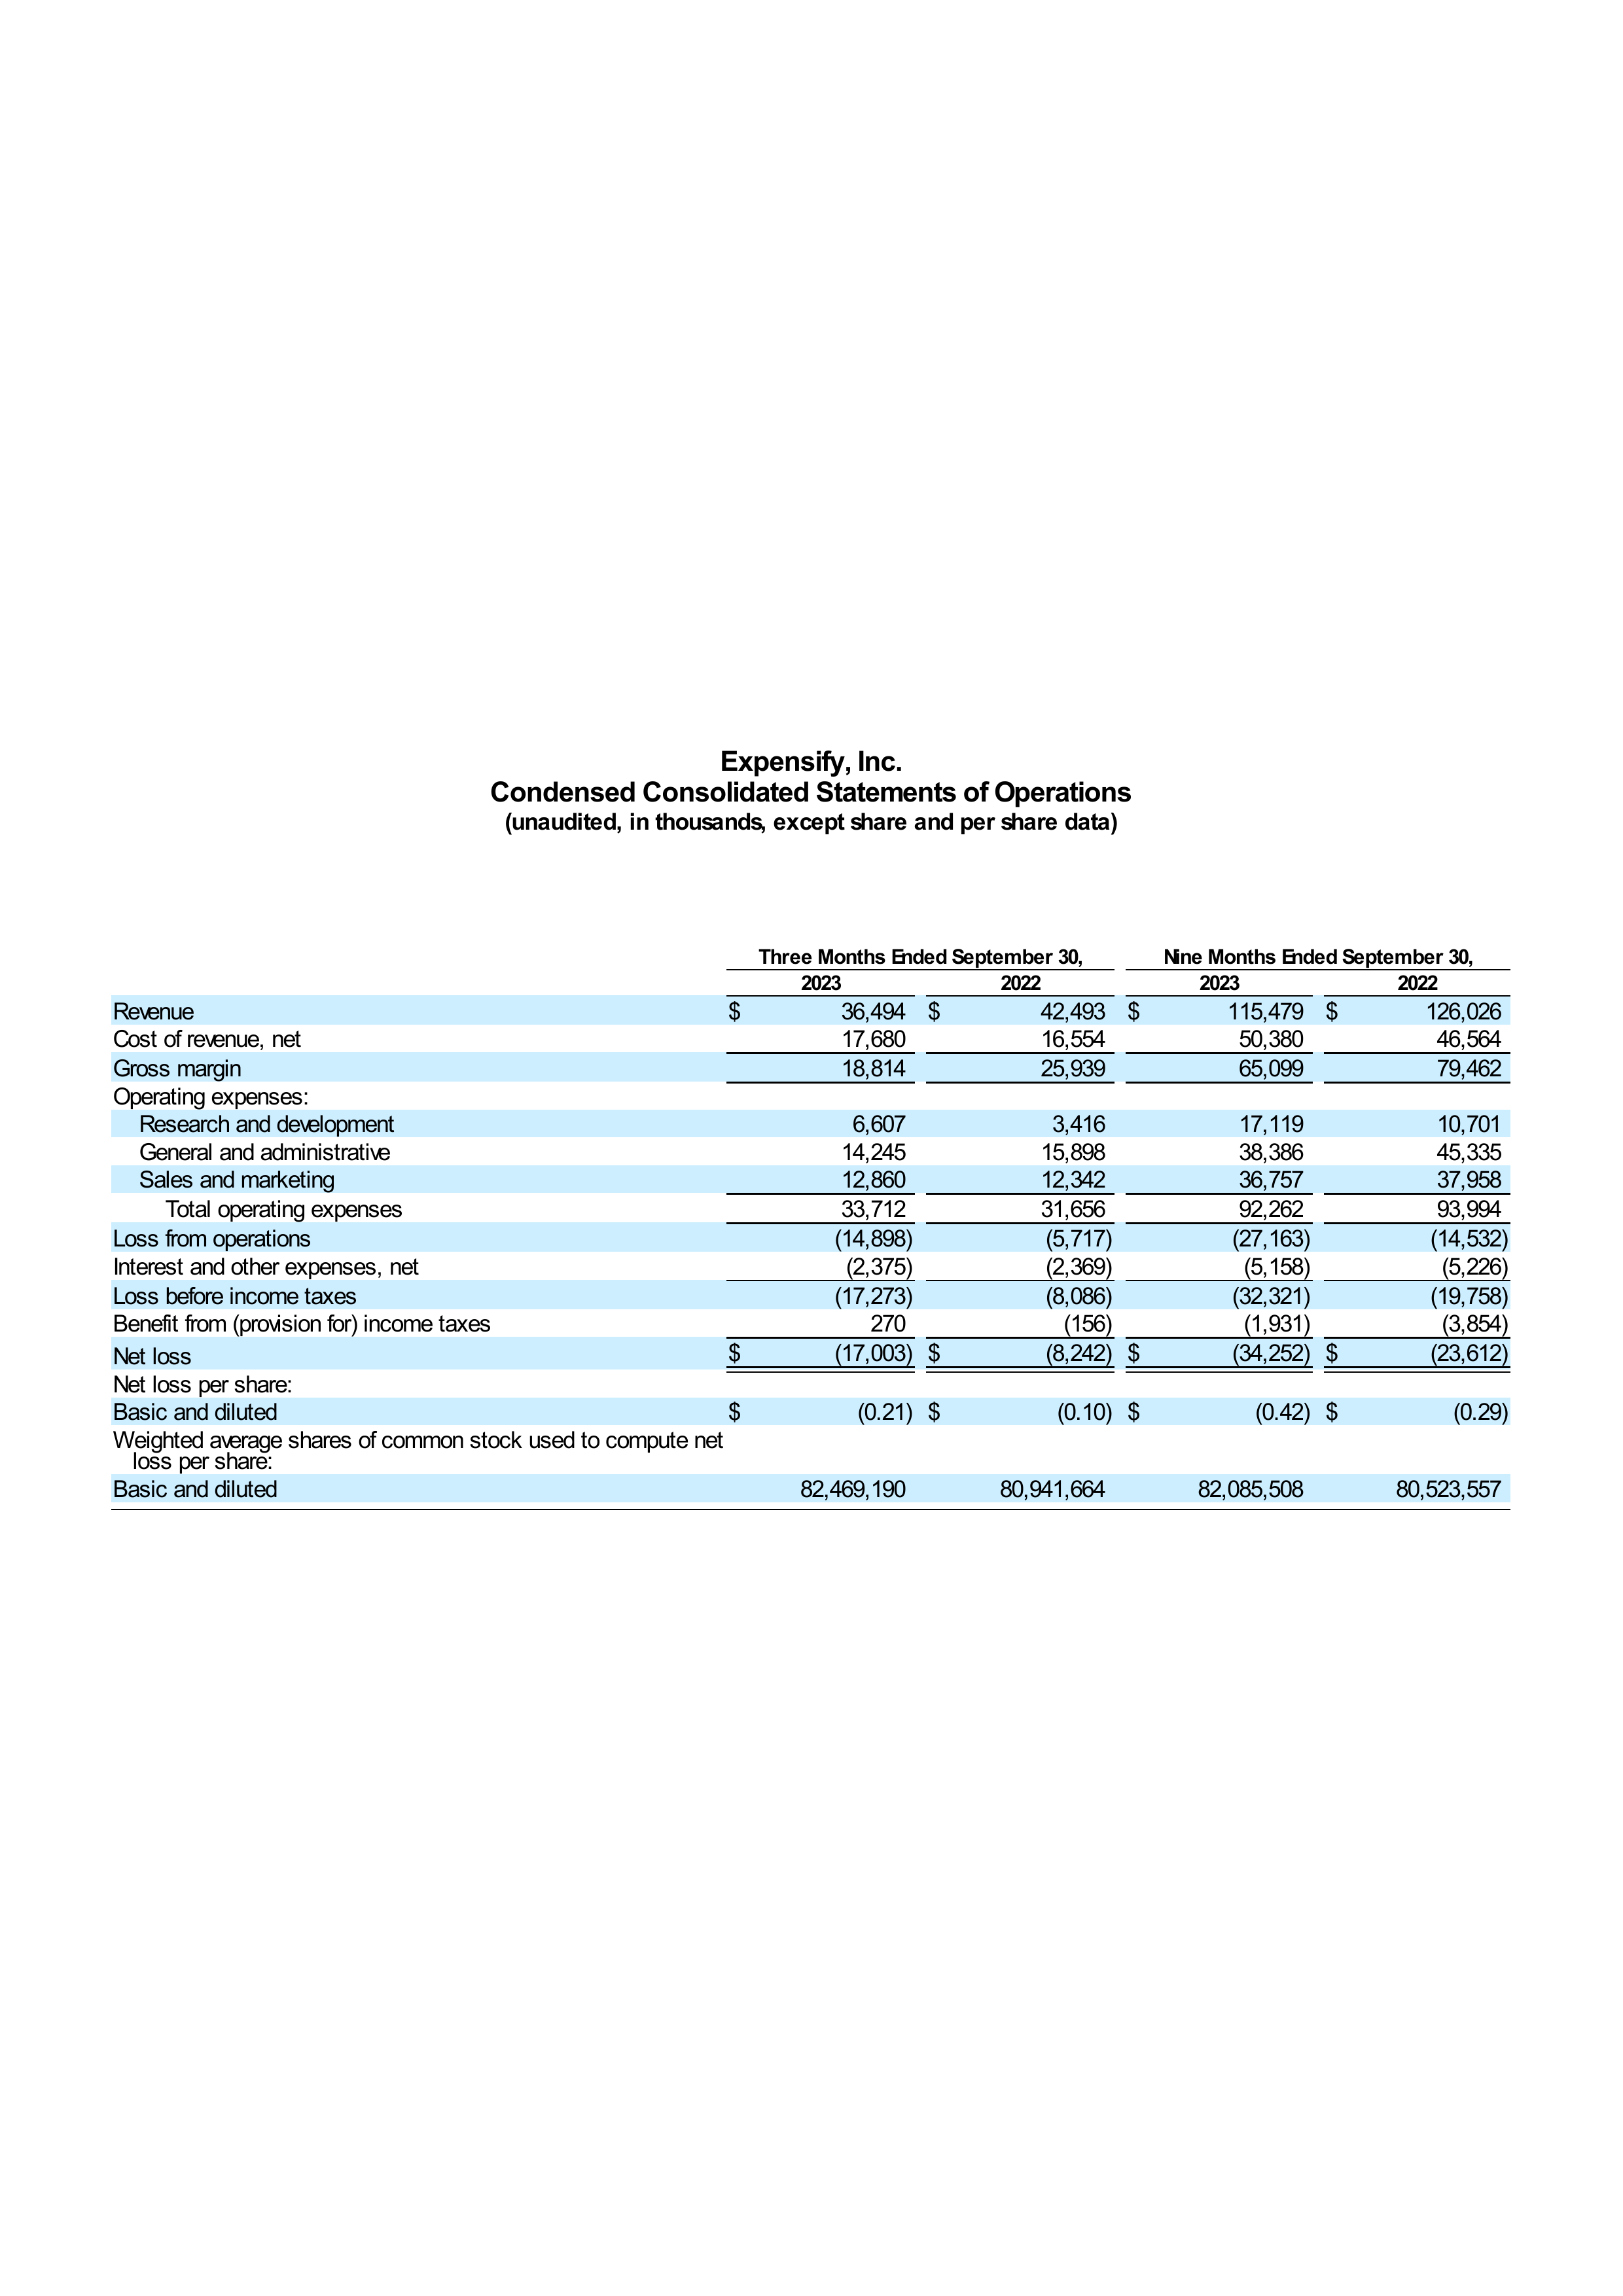 Expensify, Inc.
Condensed Consolidated Statements of Operations
(unaudited, in thousands, except share and per share data)
Three Months Ended September 30, Nine Months Ended September 30,
2023 2022 2023 2022
Revenue $ 36,494 $ 42,493 $ 115,479 $ 126,026
Cost of revenue, net 17,680 16,554 50,380 46,564
Gross margin 18,814 25,939 65,099 79,462
Operating expenses:
Research and development 6,607 3,416 17,119 10,701
General and administrative 14,245 15,898 38,386 45,335
Sales and marketing 12,860 12,342 36,757 37,958
Total operating expenses 33,712 31,656 92,262 93,994
Loss from operations (14,898) (5,717) (27,163) (14,532)
Interest and other expenses, net (2,375) (2,369) (5,158) (5,226)
Loss before income taxes (17,273) (8,086) (32,321) (19,758)
Benefit from (provision for) income taxes 270 (156) (1,931) (3,854)
Net loss $ (17,003) $ (8,242) $ (34,252) $ (23,612)
Net loss per share:
Basic and diluted $ (0.21) $ (0.10) $ (0.42) $ (0.29)
Weighted average shares of common stock used to compute net
loss per share:
Basic and diluted 82,469,190 80,941,664 82,085,508 80,523,557